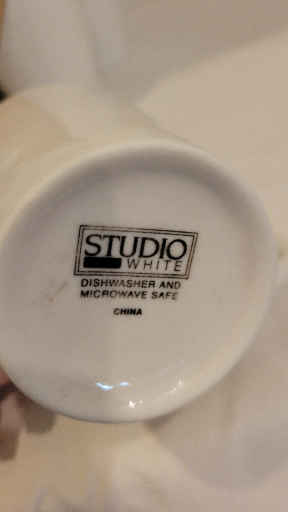 STUDIO
WHITE
DISHWASHER AND
MICROWAVE SAFE
CHINA